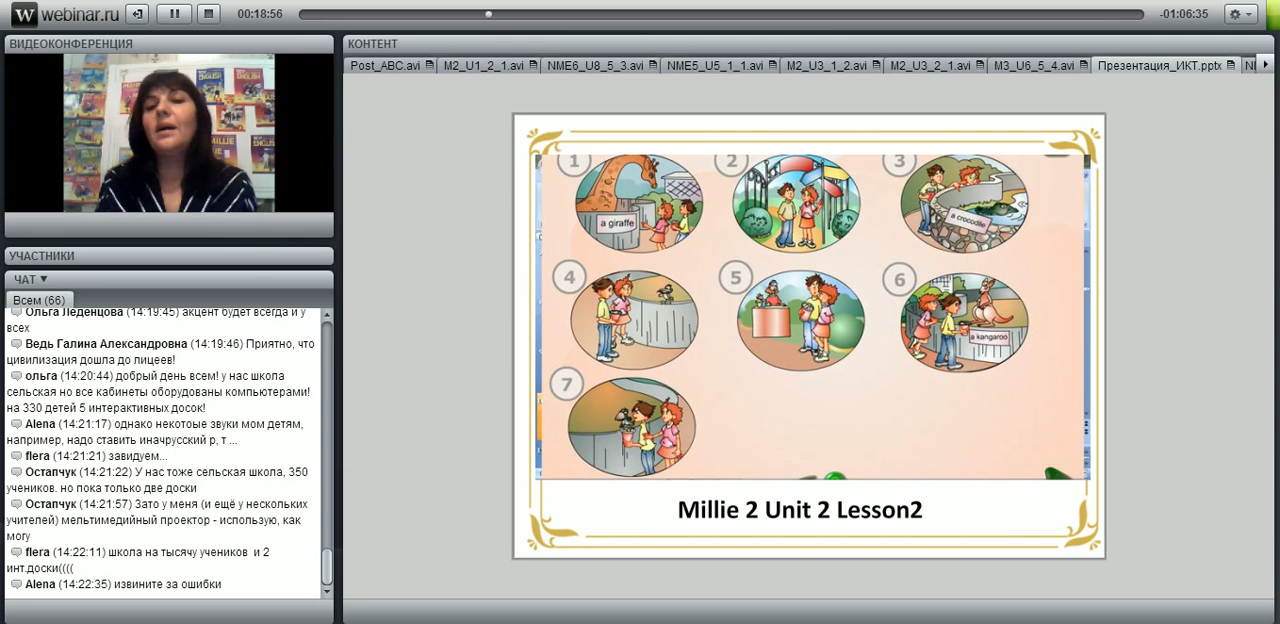 webinar.ru
00:18:56
-01:06:35
ВИДЕОКОНФЕРЕНЦИЯ
КОНТЕНТ
Post_ABC.avi
M2_U1_2_1.avi
NME6_U8_5_3.avi
NME5_U5_1_1.avi
M2_U3_1_2.avi
M2_U3_2_1.avi
M3_U6_5_4.avi
Презентация_ИКТ.pptx
УЧАСТНИКИ
ЧАТ
Всем (66)
Ольга Леденцова (14:19:45) акцент будет всегда и у
всех
Ведь Галина Александровна (14:19:46) Приятно, что
цивилизация дошла до лицеев!
ольга (14:20:44) добрый день всем! у нас школа
сельская но все кабинеты оборудованы компьютерами!
на 330 детей 5 интерактивных досок!
Alena (14:21:17) однако некотоые звуки мом детям,
например, надо ставить иначрусский р, т ...
flera (14:21:21) завидуем...
Остапчук (14:21:22) У нас тоже сельская школа, 350
учеников. но пока только две доски
Остапчук (14:21:57) Зато у меня (и ещё у нескольких
учителей) мельтимедийный проектор - использую, как
могу
flera (14:22:11) школа на тысячу учеников и 2
инт.доски((((
Alena (14:22:35) извините за ошибки
1
2
3
a giraffe
a crocodile
4
5
6
a kangaroo
7
Millie 2 Unit 2 Lesson2